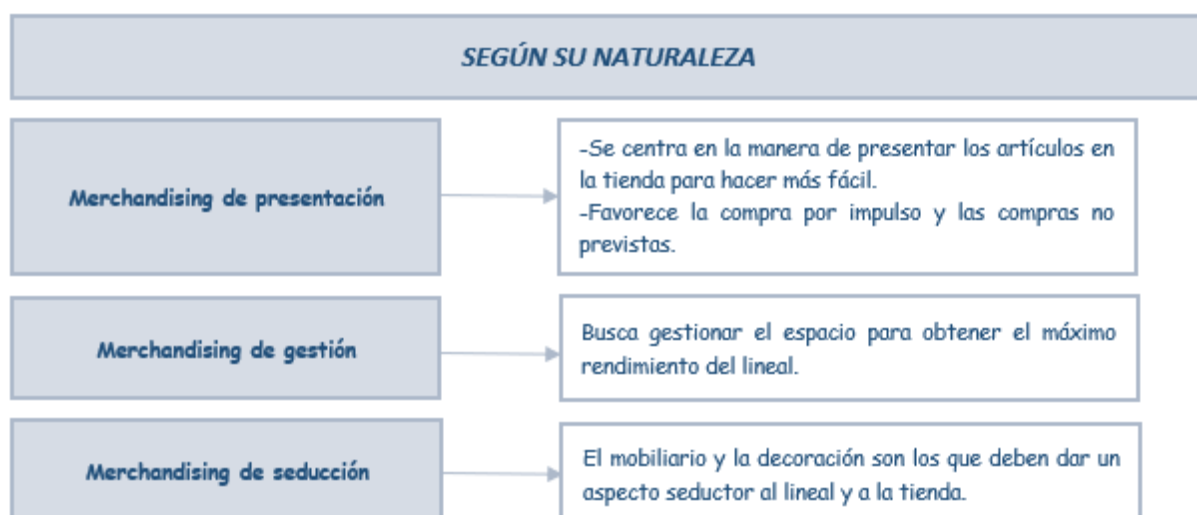 SEGÚN SU NATURALEZA
Merchandising de presentación
-Se centra en la manera de presentar los artículos en
la tienda para hacer más fácil.
-Favorece la compra por impulso y las compras no
previstas.
Merchandising de gestión
Busca gestionar el espacio para obtener el máximo
rendimiento del lineal.
Merchandising de seducción
El mobiliario y la decoración son los que deben dar un
aspecto seductor al lineal y a la tienda.